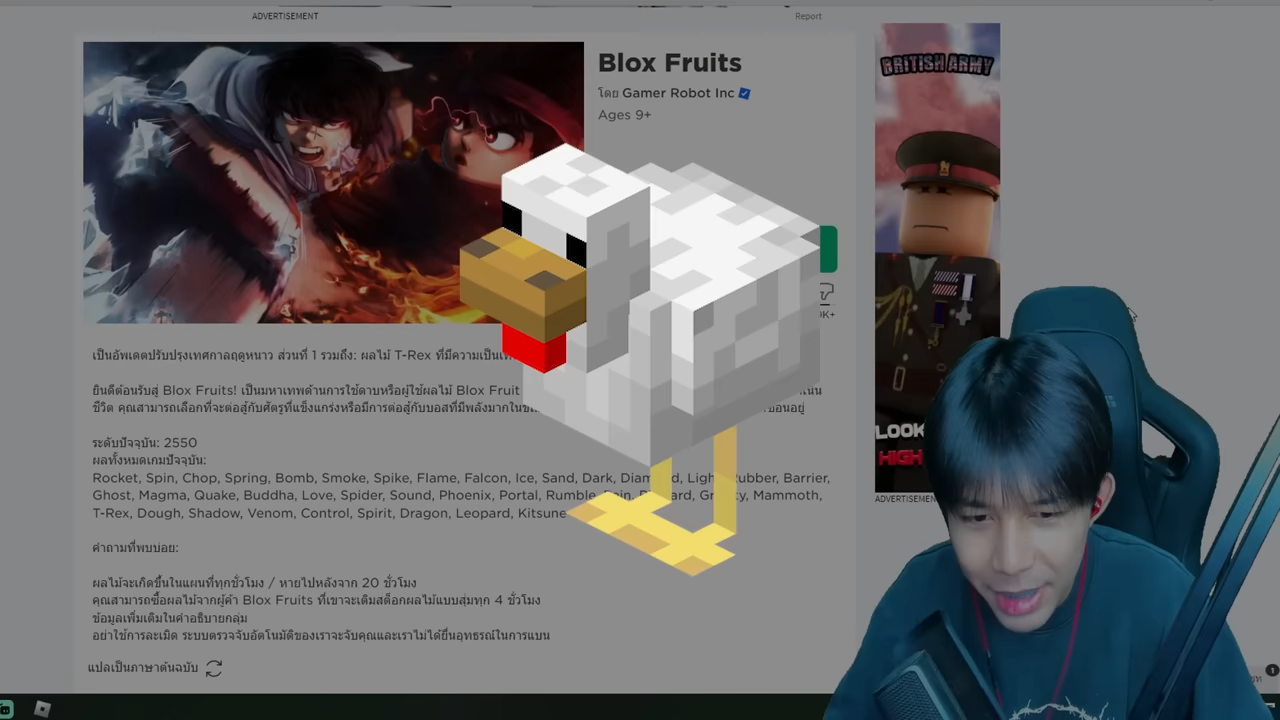 ADVERTISEMENT
Report
Blox Fruits
โดย Gamer Robot Inc
Ages 9+
BRITISH ARMY
0K+
เป็นอัพเดตปรับปรุงเทศกาลฤดูหนาว ส่วนที่ 1 รวมถึง: ผลไม้ T-Rex ที่มีความเป็น
ยินดีต้อนรับสู่ Blox Fruits! เป็นมหาเทพด้านการใช้ดาบหรือผู้ใช้ผลไม้ Blox Fruit
ชีวิต คุณสามารถเลือกที่จะต่อสู้กับศัตรูที่แข็งแกร่งหรือมีการต่อสู้กับบอสที่มีพลังมากใน
ระดับปัจจุบัน: 2550
ผลทั้งหมดเกมปัจจุบัน:
Rocket, Spin, Chop, Spring, Bomb, Smoke, Spike, Flame, Falcon, Ice, Sand, Dark, Barrier,
Ghost, Magma, Quake, Buddha, Love, Spider, Sound, Phoenix, Portal, Rumble, Mammoth,
T-Rex, Dough, Shadow, Venom, Control, Spirit, Dragon, Leopard, Kitsune
LOOK
HIGH
ADVERTISEMEN
คำถามที่พบบ่อย:
ผลไม้จะเกิดขึ้นในแผนที่ทุกชั่วโมง / หายไปหลังจาก 20 ชั่วโมง
คุณสามารถซื้อผลไม้จากผู้ค้า Blox Fruits ที่เขาจะเติมสต็อกผลไม้แบบสุ่มทุก 4 ชั่วโมง
ข้อมูลเพิ่มเติมในคำอธิบายกลุ่ม
อย่าใช้การละเมิด ระบบตรวจจับอัตโนมัติของเราจะจับคุณและเราไม่ได้ยื่นอุทธรณ์ในการแบน
แปลเป็นภาษาต้นฉบับ
1